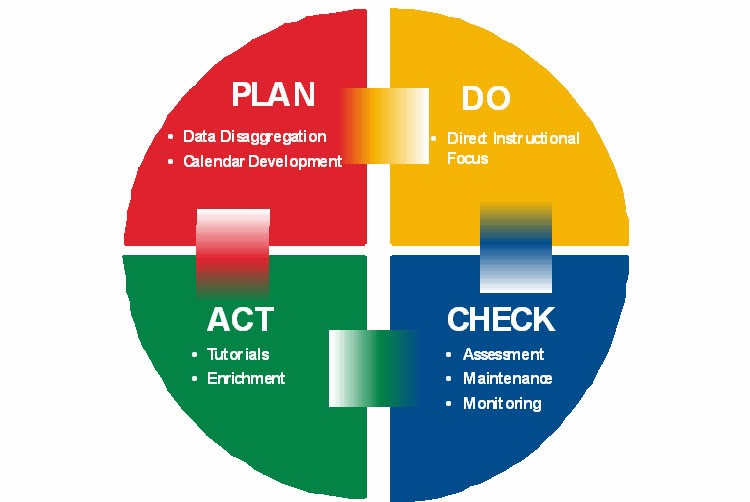 PLAN
• Data Disaggregation
• Calendar Development
DO
• Direct Instructional
Focus
ACT
• Tutorials
• Enrichment
CHECK
• Assessment
• Maintenance
• Monitoring